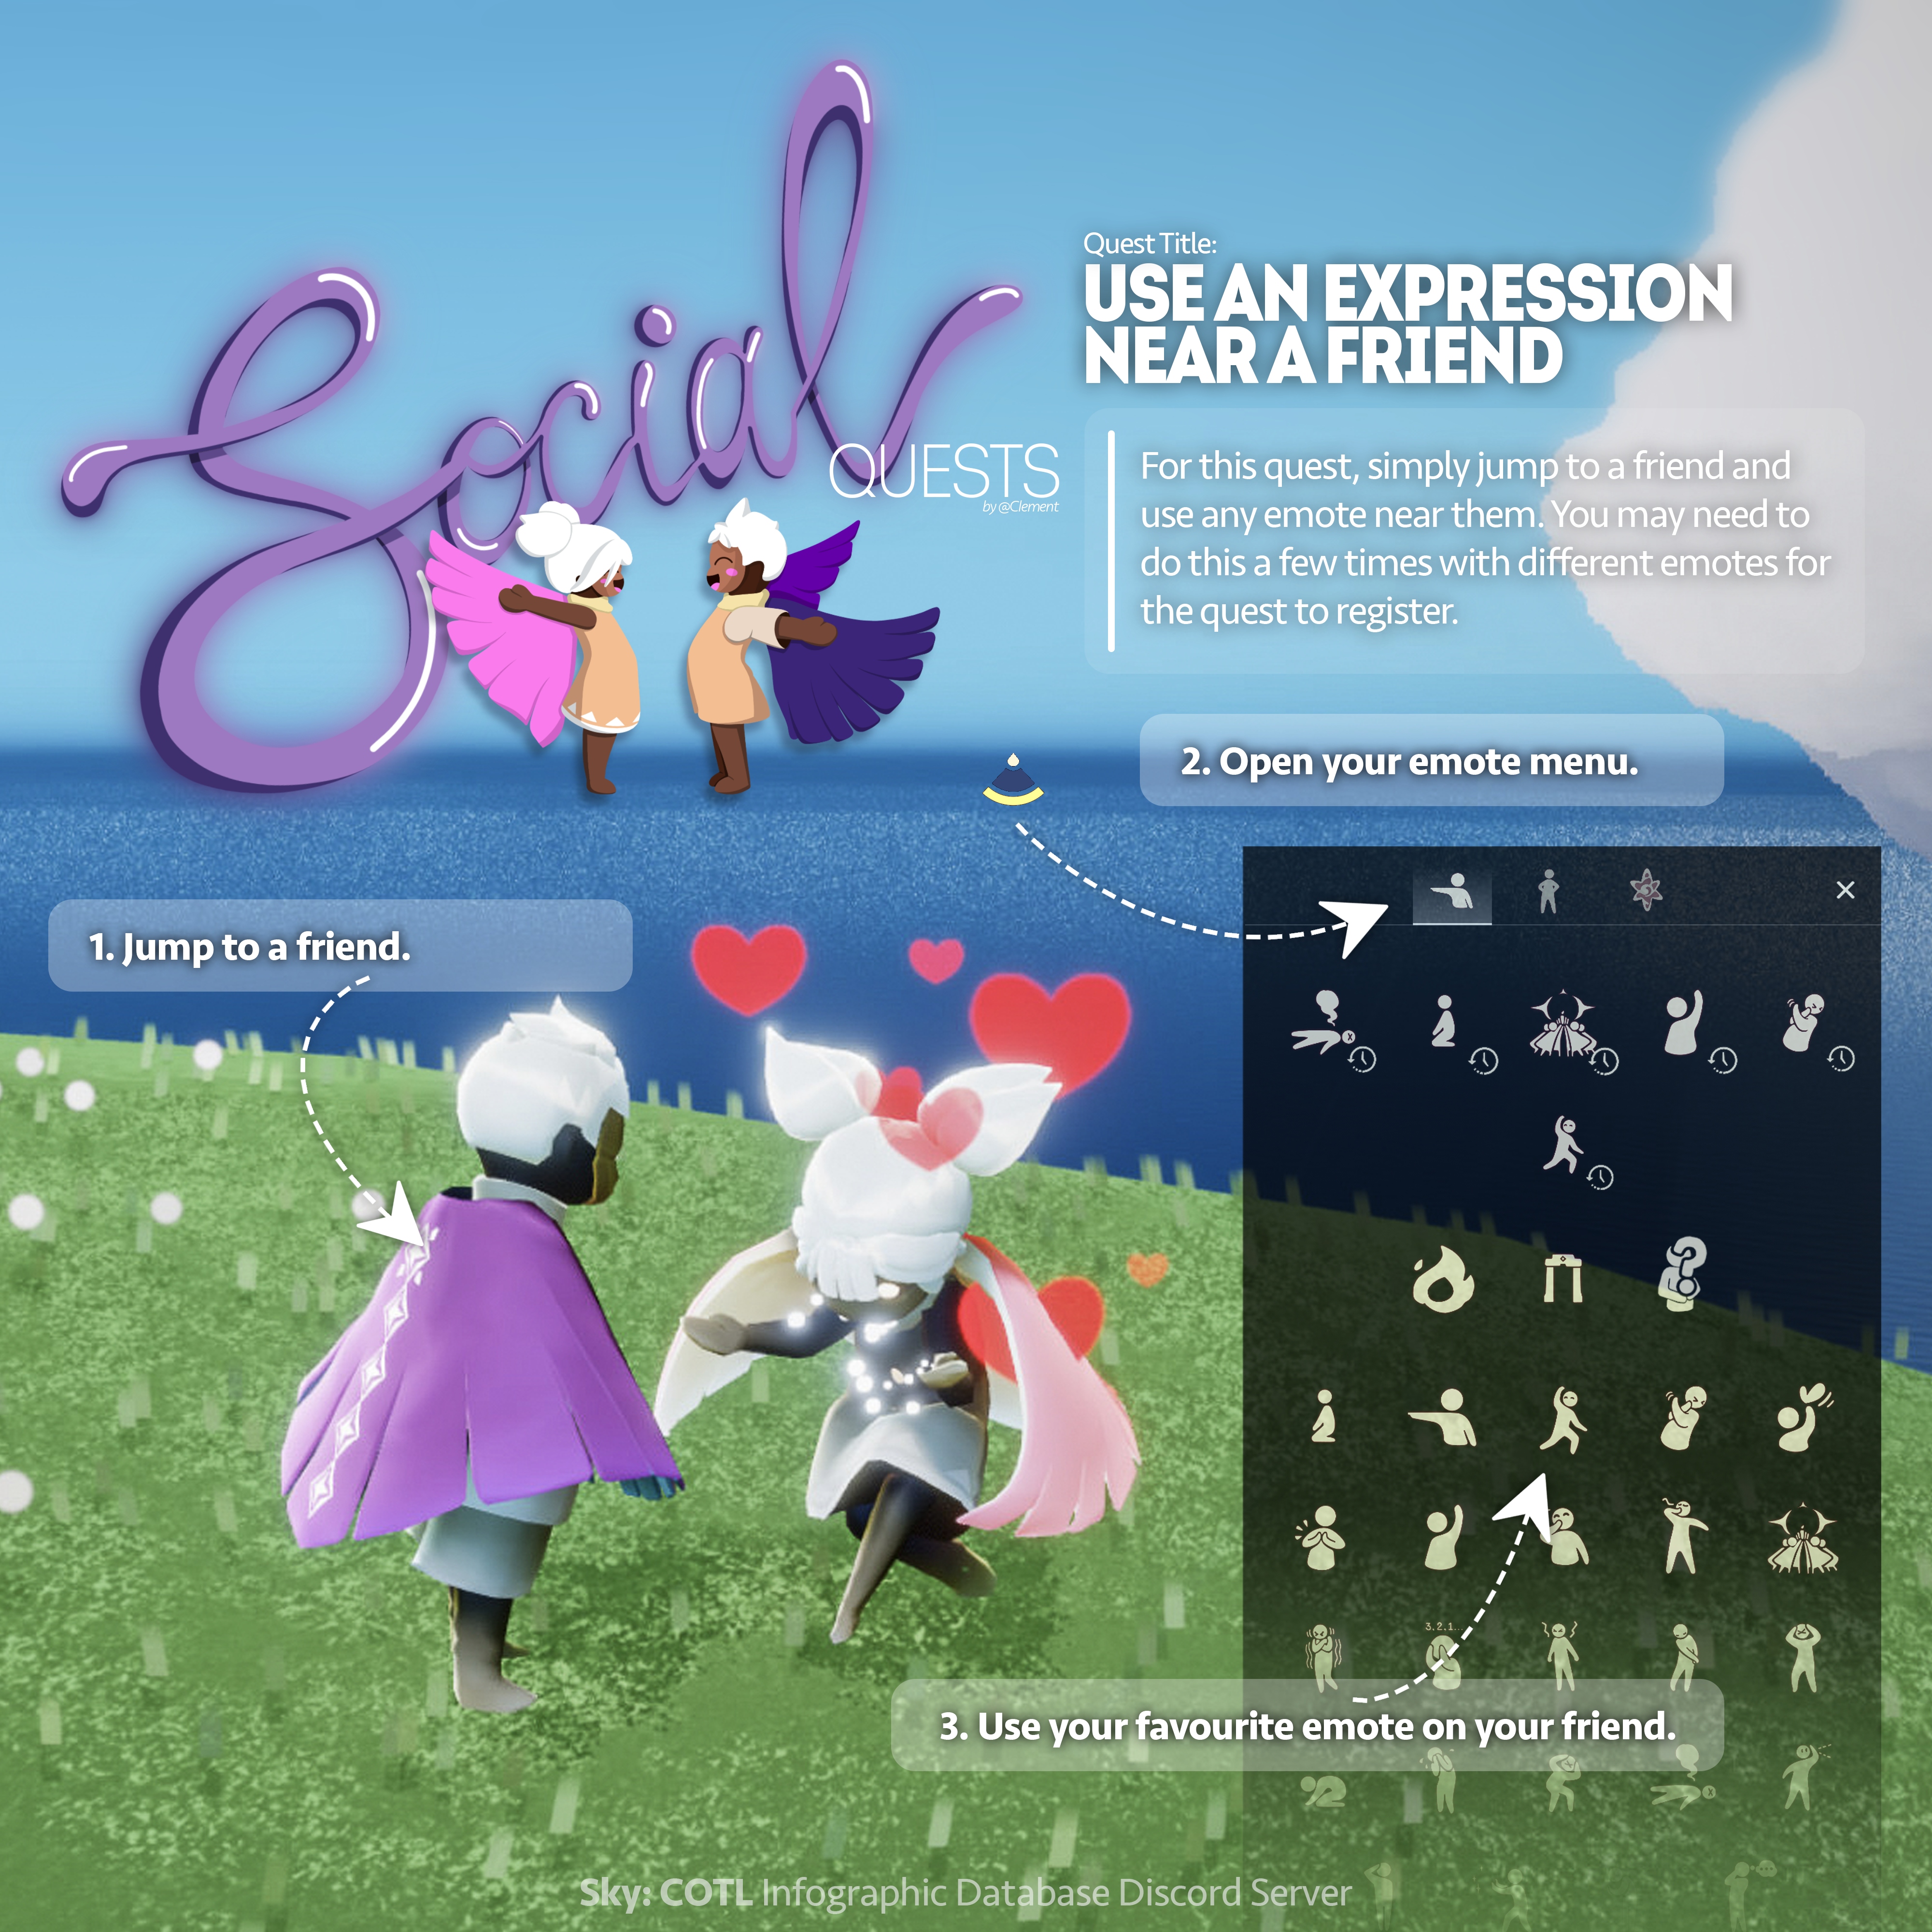 Social
QUESTS
by @Clement
Quest Title:
USE AN EXPRESSION
NEAR A FRIEND
For this quest, simply jump to a friend and
use any emote near them. You may need to
do this a few times with different emotes for
the quest to register.
2. Open your emote menu.
1. Jump to a friend.
3.2.1...
3. Use your favourite emote on your friend.
Sky: COTL Infographic Database Discord Server